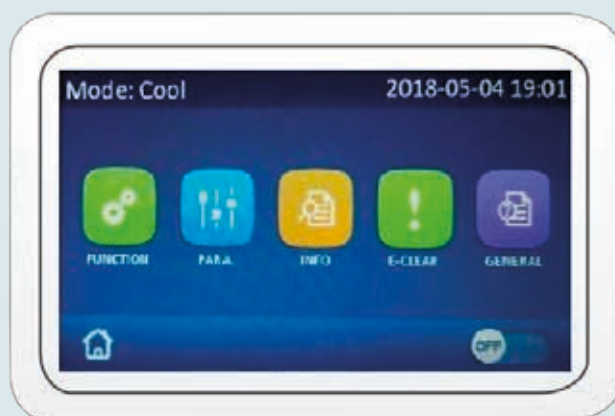 Mode: Cool 2018-05-04 19:01
FUNCTION PARA. INFO E-CLEAR GENERAL
OFF